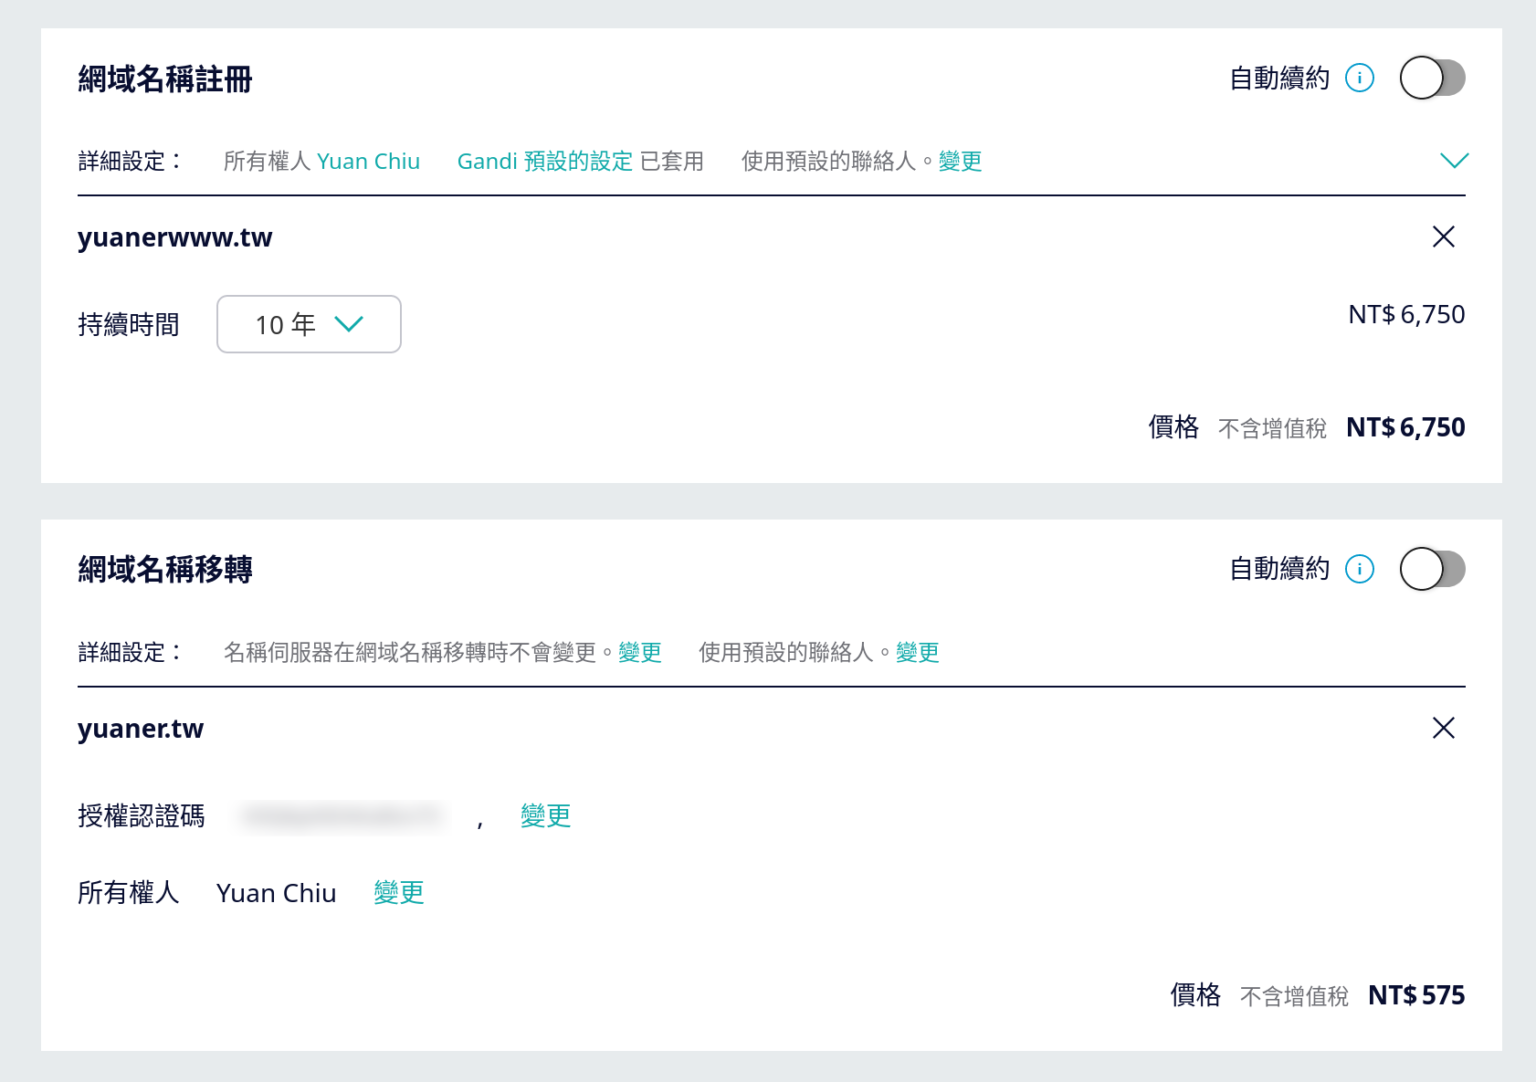 網域名稱註冊
自動續約
詳細設定： 所有權人 Yuan Chiu Gandi 預設的設定 已套用 使用預設的聯絡人。變更
yuanerwww.tw
持續時間 10 年 NT$ 6,750
價格 不含增值稅 NT$ 6,750
網域名稱移轉
自動續約
詳細設定： 名稱伺服器在網域名稱移轉時不會變更。變更 使用預設的聯絡人。變更
yuaner.tw
授權認證碼 , 變更
所有權人 Yuan Chiu 變更
價格 不含增值稅 NT$ 575